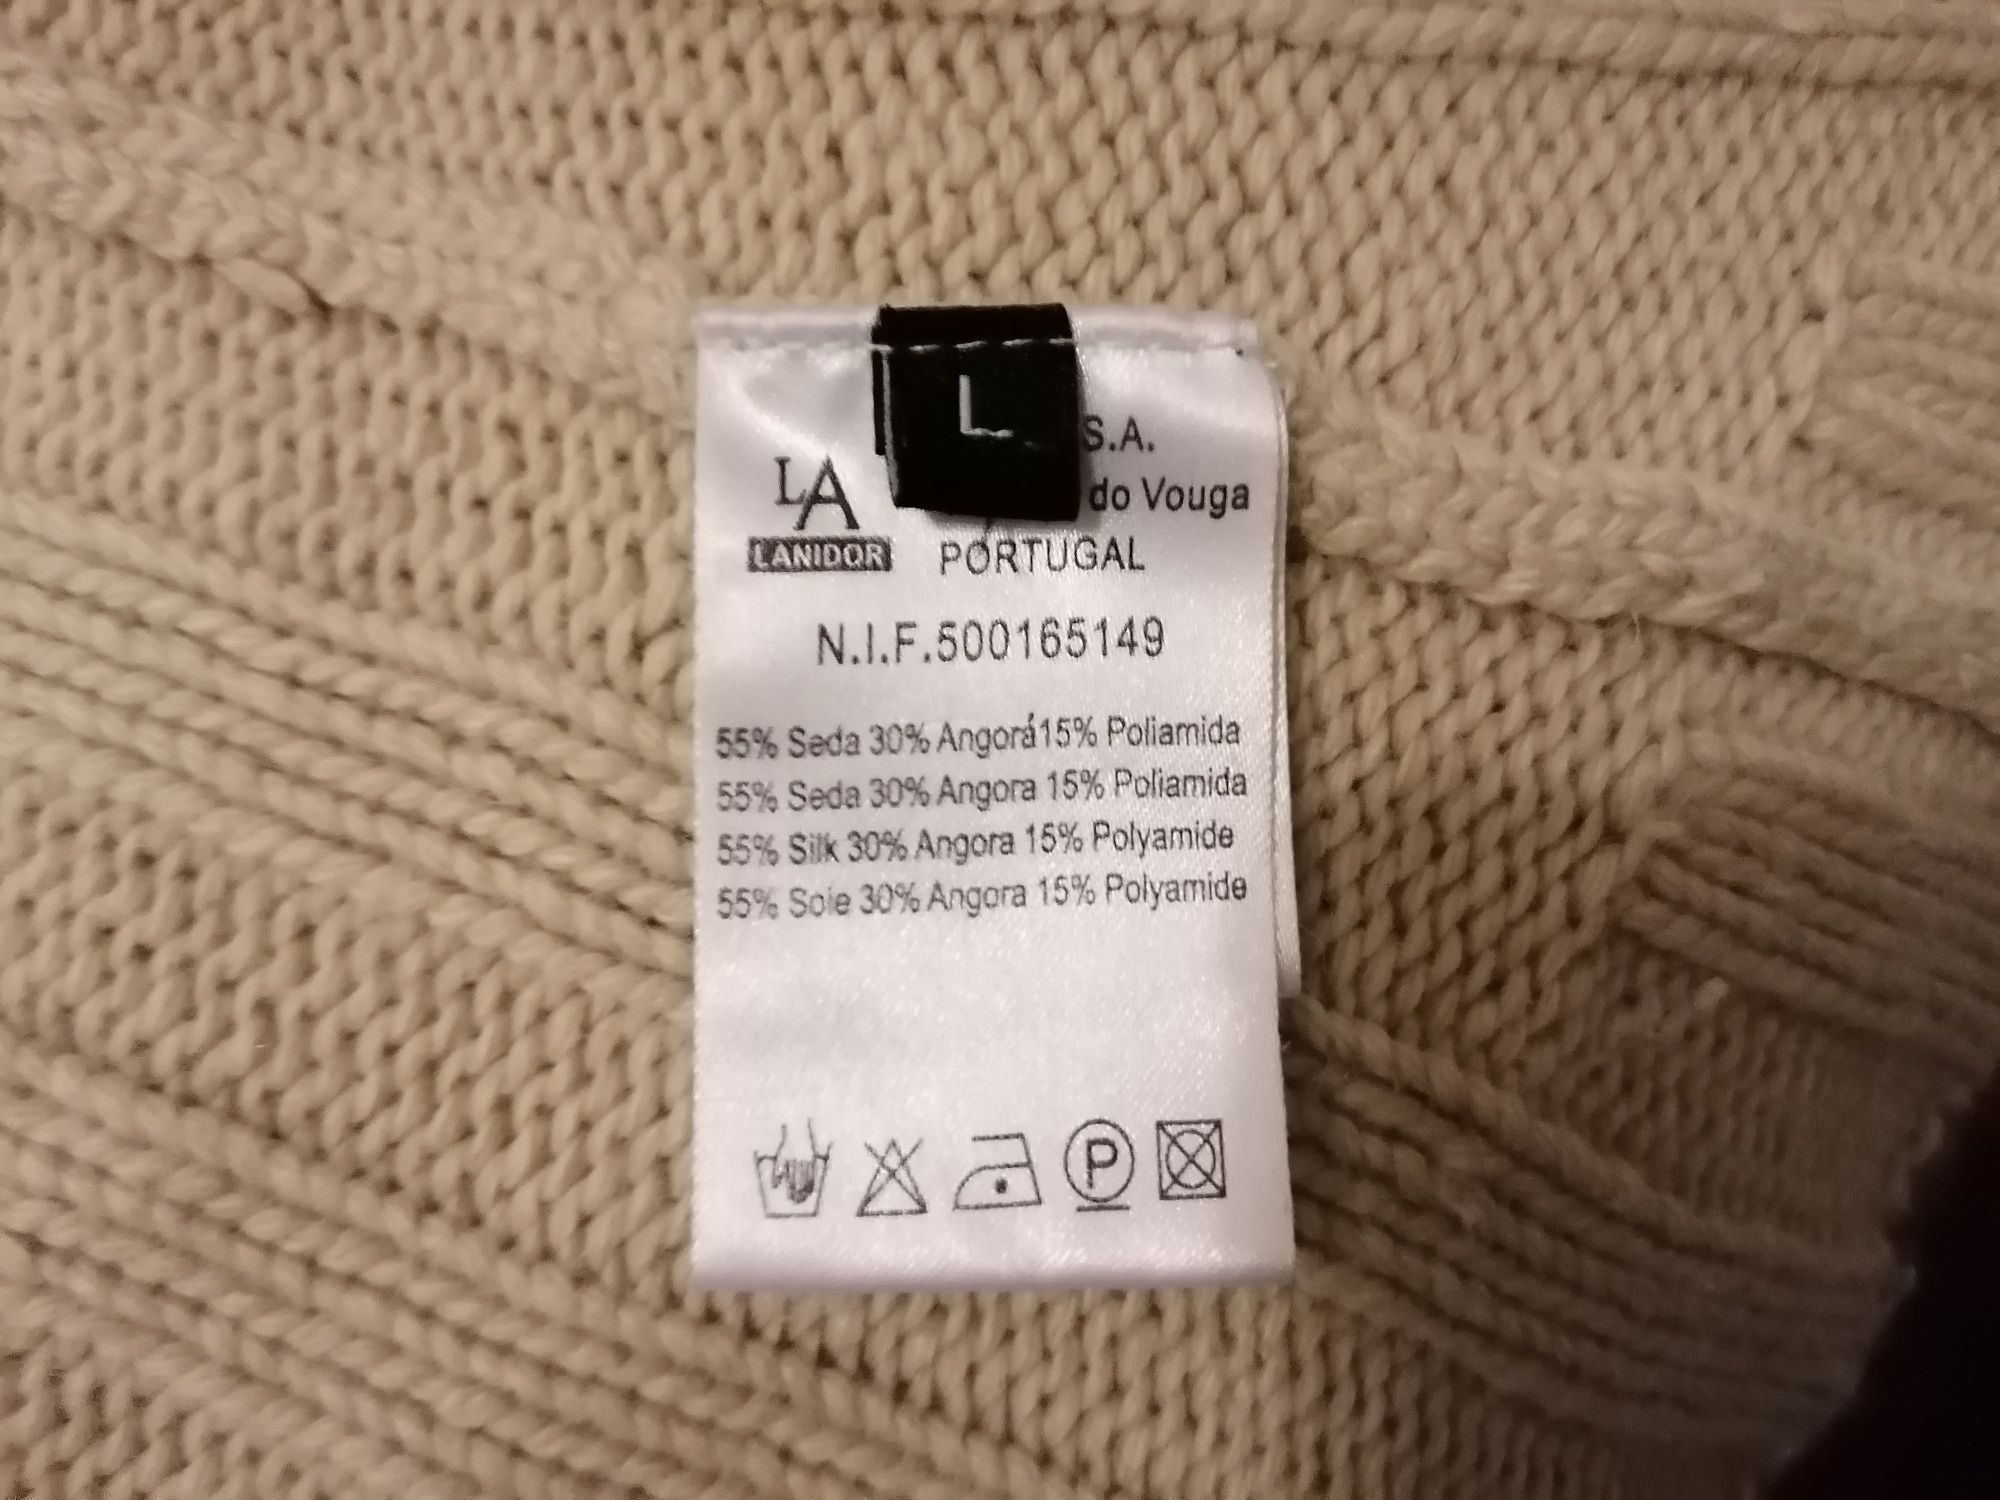 L
S.A.
do Vouga
LA
LANIDOR
PORTUGAL
N.I.F.500165149
55% Seda 30% Angorá15% Poliamida
55% Seda 30% Angora 15% Poliamida
55% Silk 30% Angora 15% Polyamide
55% Soie 30% Angora 15% Polyamide
P